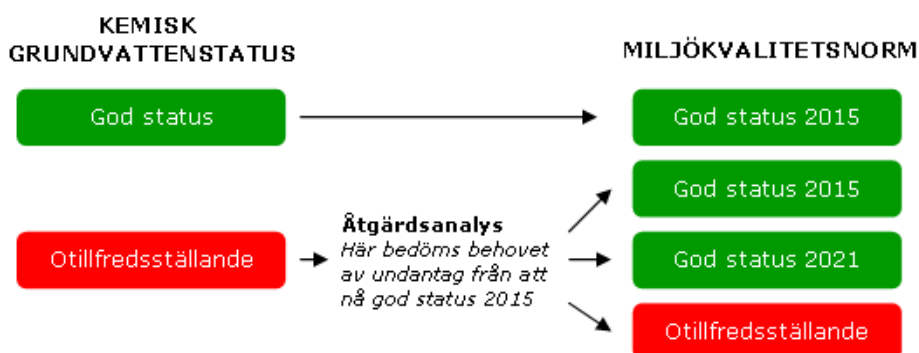 KEMISK
GRUNDVATTENSTATUS
MILJÖKVALITETSNORM
God status
God status 2015
God status 2015
Otillfredsställande
Åtgärdsanalys
Här bedöms behovet
av undantag från att
nå god status 2015
God status 2021
Otillfredsställande